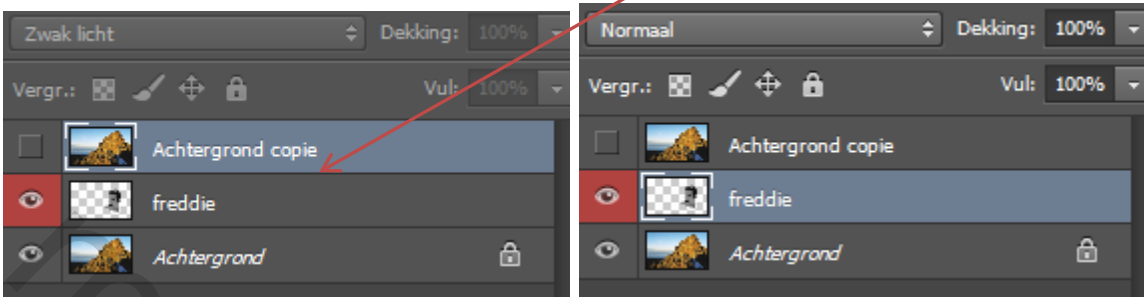 Zwak licht Dekking: 100%
Vergr.: Vul: 100%
Achtergrond copie
freddie
Achtergrond
Normaal Dekking: 100%
Vergr.: Vul: 100%
Achtergrond copie
freddie
Achtergrond